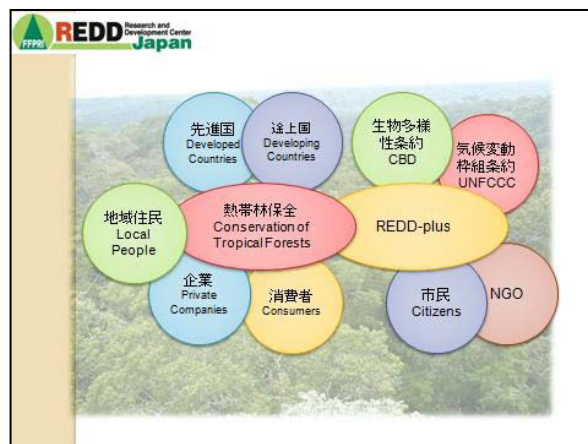 FFPRI
REDD Research and
Development Center
Japan
先進国
Developed
Countries
途上国
Developing
Countries
生物多様
性条約
CBD
気候変動
枠組条約
UNFCCC
地域住民
Local
People
熱帯林保全
Conservation of
Tropical Forests
REDD-plus
企業
Private
Companies
消費者
Consumers
市民
Citizens
NGO